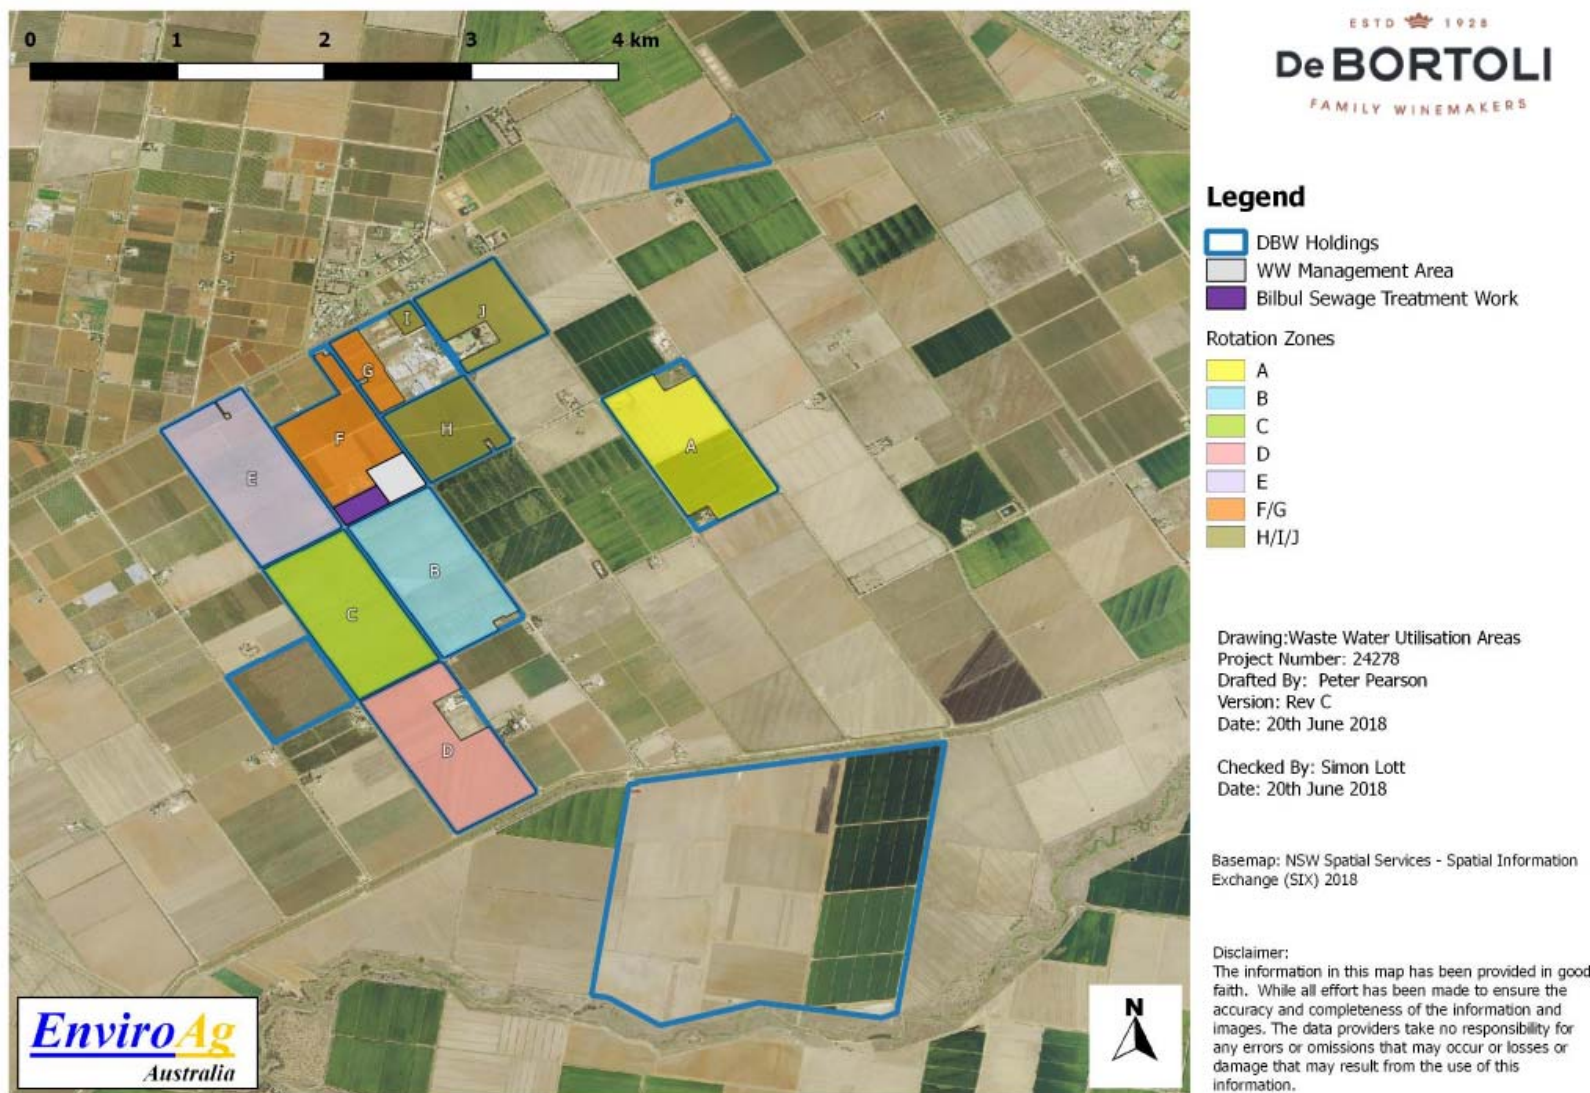 0 1 2 3 4 km
ESTD 1928
De BORTOLI
FAMILY WINEMAKERS
Legend
DBW Holdings
WW Management Area
Bilbul Sewage Treatment Work
Rotation Zones
A
B
C
D
E
F/G
H/I/J
I
J
G
H
F
A
E
B
C
D
Drawing:Waste Water Utilisation Areas
Project Number: 24278
Drafted By: Peter Pearson
Version: Rev C
Date: 20th June 2018
Checked By: Simon Lott
Date: 20th June 2018
Basemap: NSW Spatial Services - Spatial Information
Exchange (SIX) 2018
Disclaimer:
The information in this map has been provided in good
faith. While all effort has been made to ensure the
accuracy and completeness of the information and
images. The data providers take no responsibility for
any errors or omissions that may occur or losses or
damage that may result from the use of this
information.
N
EnviroAg
Australia